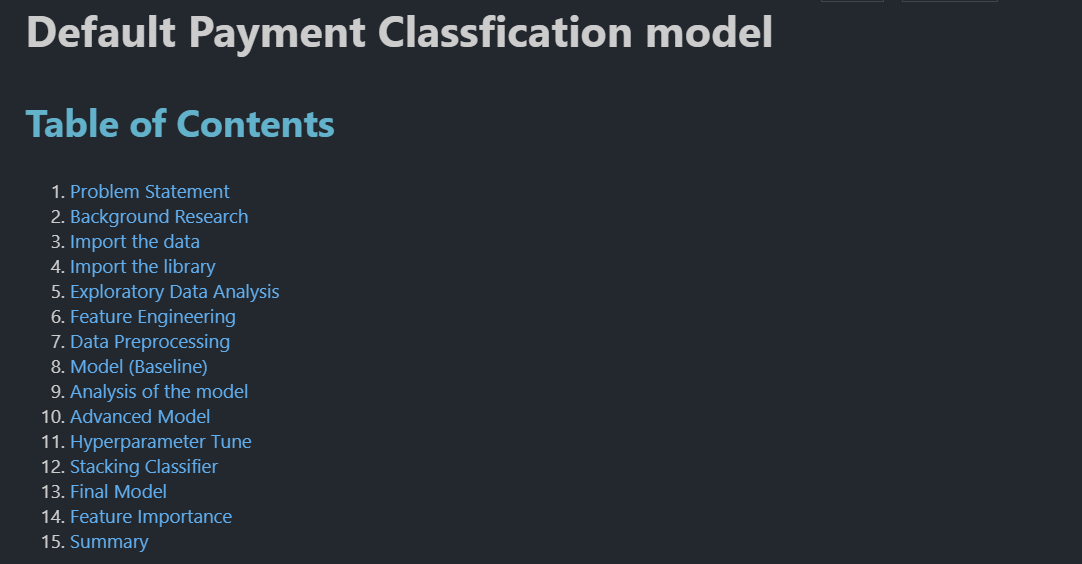 Default Payment Classfication model
Table of Contents
1. Problem Statement
2. Background Research
3. Import the data
4. Import the library
5. Exploratory Data Analysis
6. Feature Engineering
7. Data Preprocessing
8. Model (Baseline)
9. Analysis of the model
10. Advanced Model
11. Hyperparameter Tune
12. Stacking Classifier
13. Final Model
14. Feature Importance
15. Summary